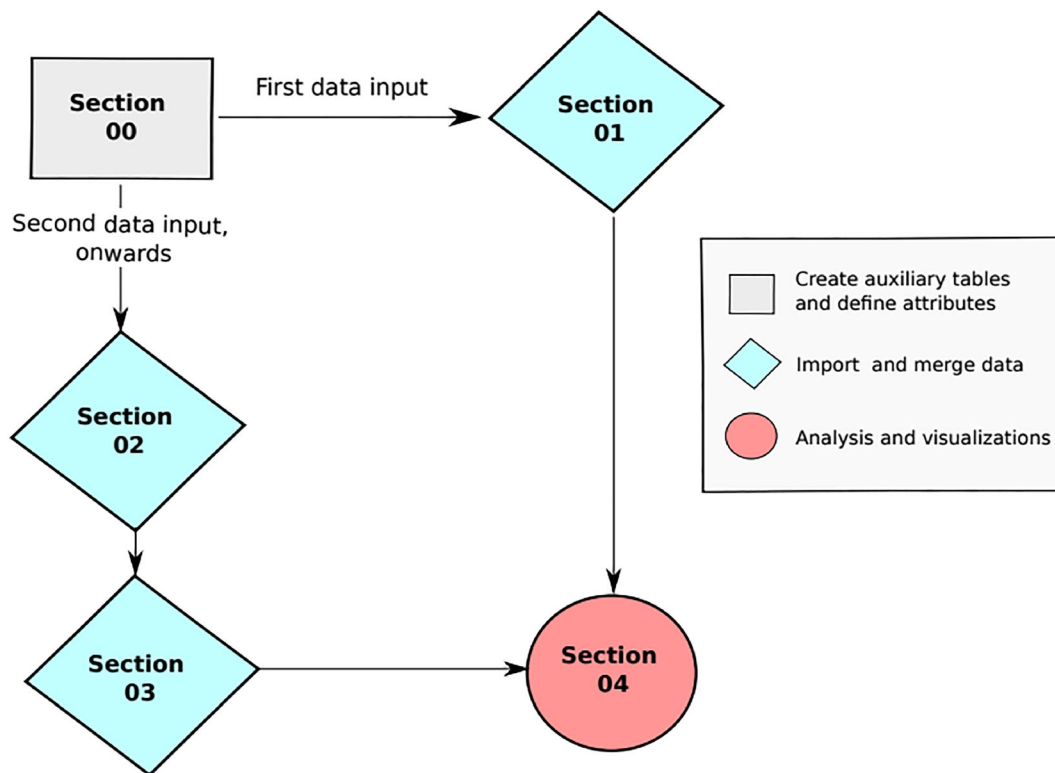 Section
00
First data input
Section
01
Second data input,
onwards
Section
02
Section
03
Section
04
Create auxiliary tables
and define attributes
Import and merge data
Analysis and visualizations